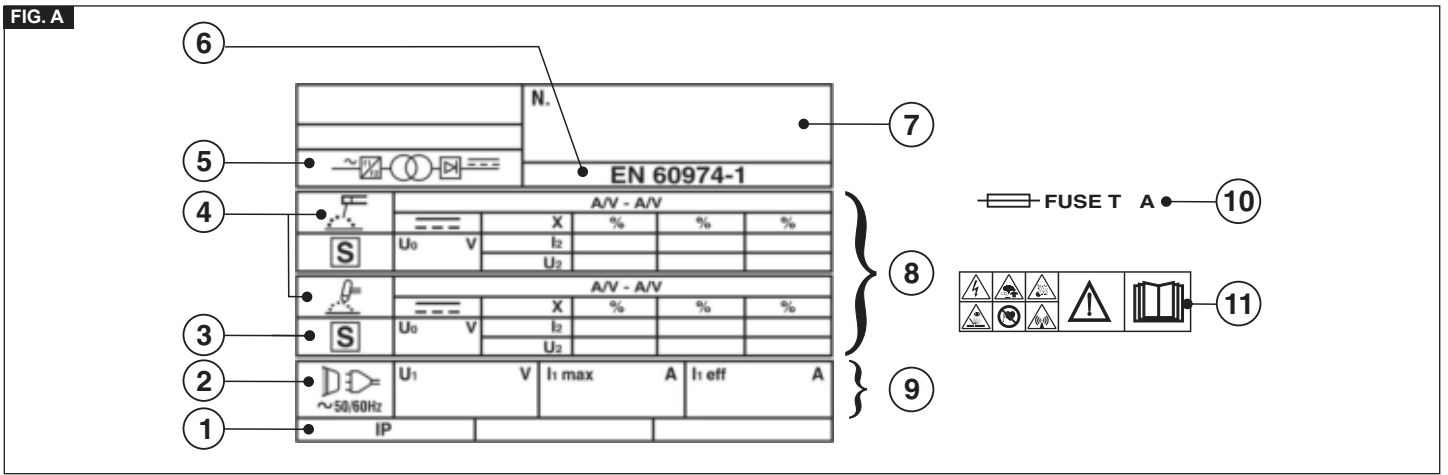 FIG. A
6
N.
7
5
EN 60974-1
4
A/V - A/V
X % % %
U0 V I2
S
U2
FUSE T A
10
8
A/V - A/V
X % % %
3
S
U0 V I2
U2
11
2
U1 V I1 max A I1 eff A
~50/60Hz
9
1
IP